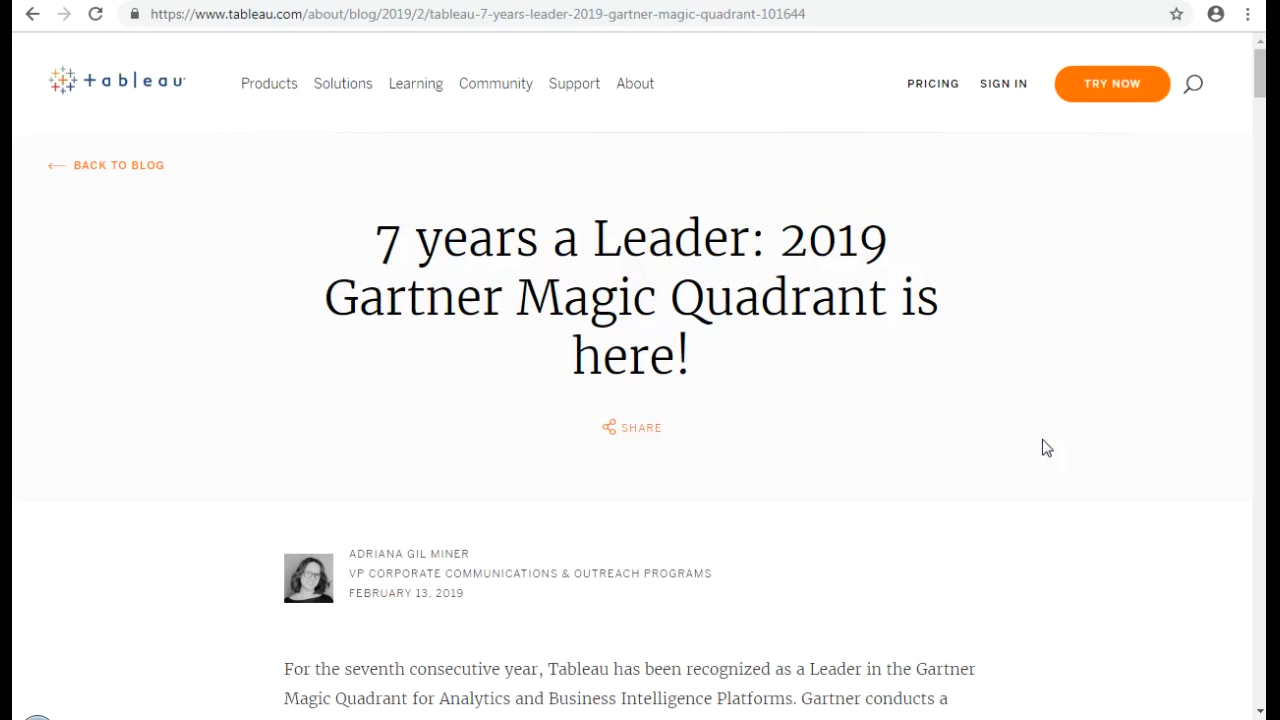 https://www.tableau.com/about/blog/2019/2/tableau-7-years-leader-2019-gartner-magic-quadrant-101644
+ableau
Products Solutions Learning Community Support About
PRICING SIGN IN TRY NOW
BACK TO BLOG
7 years a Leader: 2019
Gartner Magic Quadrant is
here!
SHARE
ADRIANA GIL MINER
VP CORPORATE COMMUNICATIONS & OUTREACH PROGRAMS
FEBRUARY 13, 2019
For the seventh consecutive year, Tableau has been recognized as a Leader in the Gartner
Magic Quadrant for Analytics and Business Intelligence Platforms. Gartner conducts a